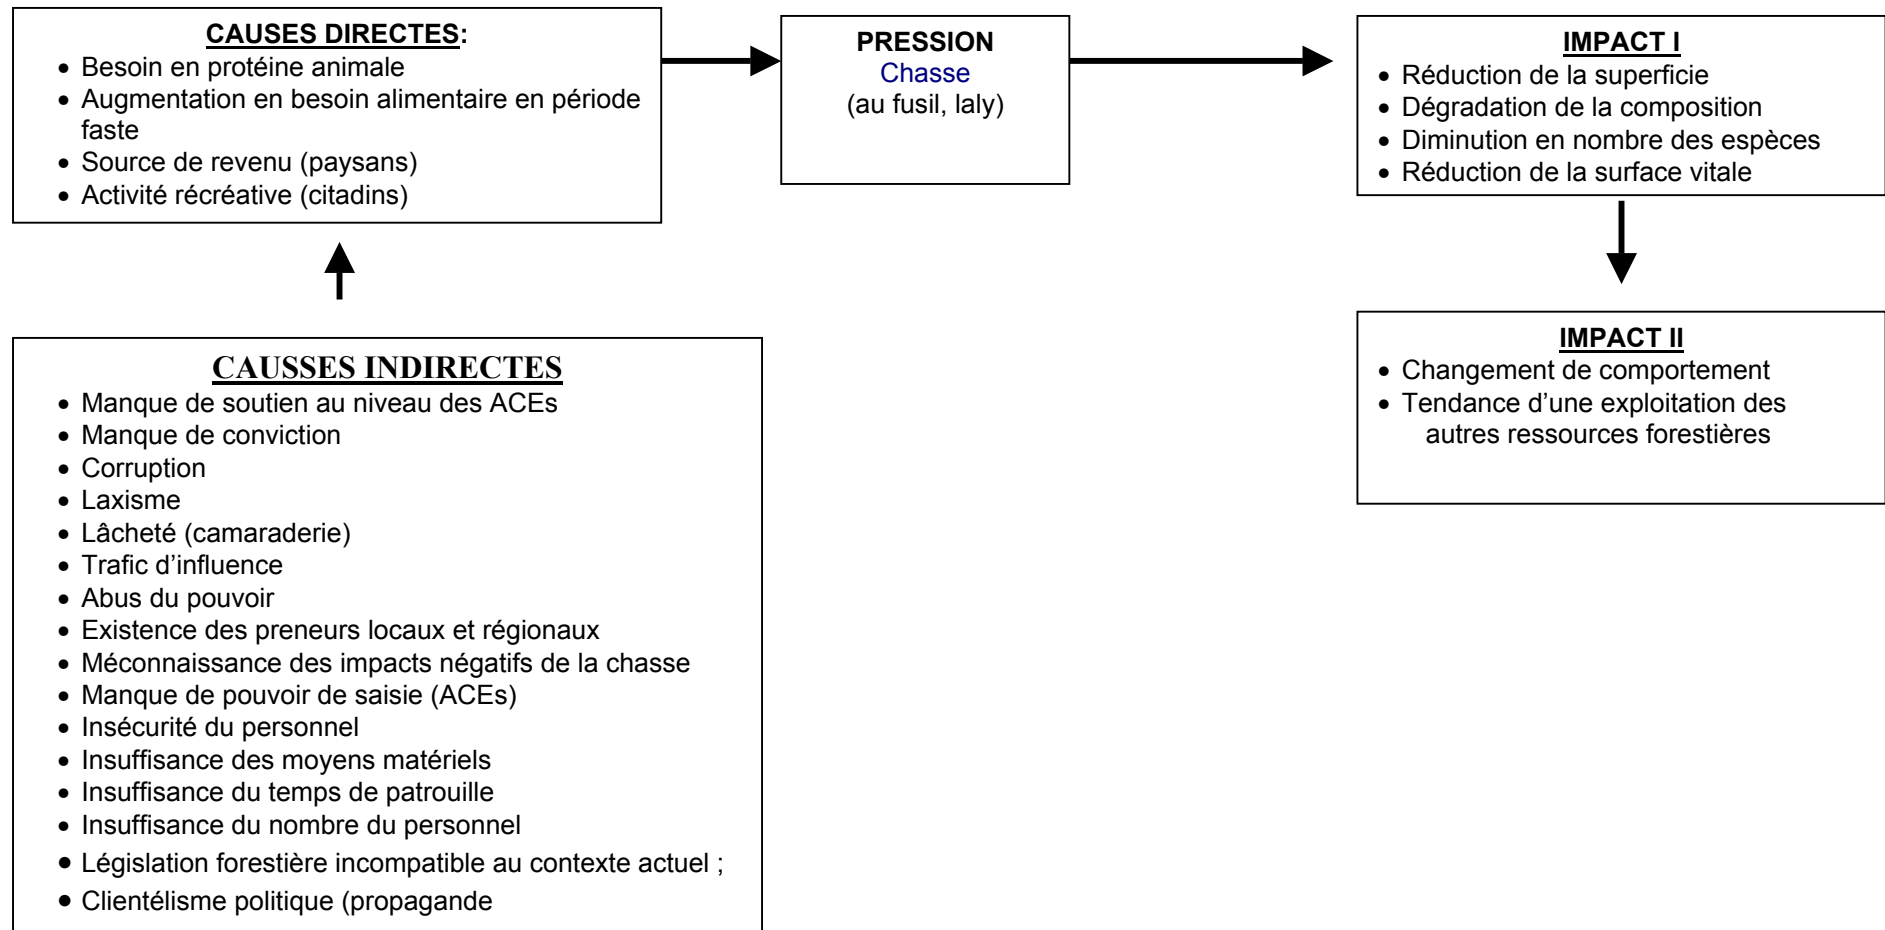 CAUSES DIRECTES:
• Besoin en protéine animale
• Augmentation en besoin alimentaire en période
faste
• Source de revenu (paysans)
• Activité récréative (citadins)
PRESSION
Chasse
(au fusil, laly)
IMPACT I
• Réduction de la superficie
• Dégradation de la composition
• Diminution en nombre des espèces
• Réduction de la surface vitale
CAUSSES INDIRECTES
• Manque de soutien au niveau des ACEs
• Manque de conviction
• Corruption
• Laxisme
• Lâcheté (camaraderie)
• Trafic d’influence
• Abus du pouvoir
• Existence des preneurs locaux et régionaux
• Méconnaissance des impacts négatifs de la chasse
• Manque de pouvoir de saisie (ACEs)
• Insécurité du personnel
• Insuffisance des moyens matériels
• Insuffisance du temps de patrouille
• Insuffisance du nombre du personnel
• Législation forestière incompatible au contexte actuel ;
• Clientélisme politique (propagande
IMPACT II
• Changement de comportement
• Tendance d’une exploitation des
autres ressources forestières